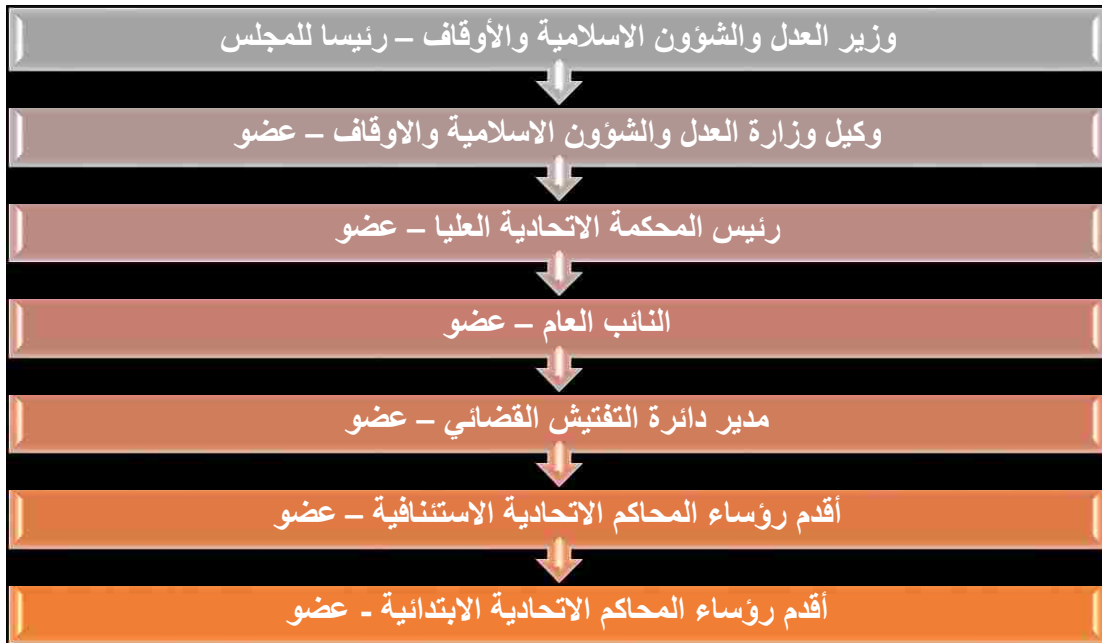 وزير العدل والشؤون الاسلامية والأوقاف – رئيسا للمجلس
وكيل وزارة العدل والشؤون الاسلامية والاوقاف – عضو
رئيس المحكمة الاتحادية العليا – عضو
النائب العام – عضو
مدير دائرة التفتيش القضائي – عضو
أقدم رؤساء المحاكم الاتحادية الاستئنافية – عضو
أقدم رؤساء المحاكم الاتحادية الابتدائية - عضو